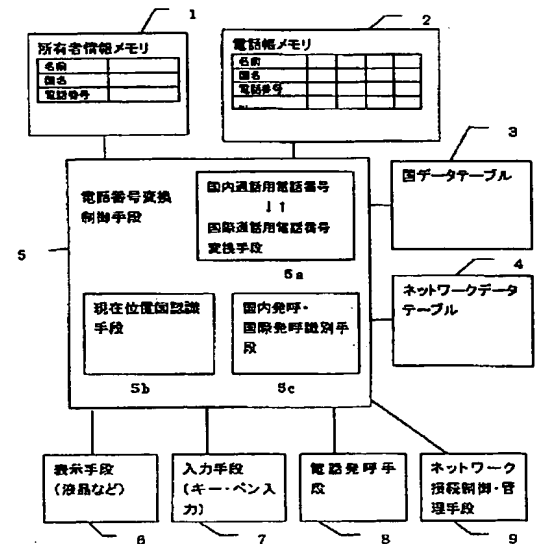 1
2
所有者情報メモリ
名前
国名
電話番号
電話帳メモリ
名前
国名
電話番号
3
国データテーブル
電話番号変換
制御手段
国内通話用電話番号
↓↑
国際通話用電話番号
変換手段
5
5a
4
ネットワークデータ
テーブル
現在位置国認識
手段
国内発呼・
国際発呼識別手
段
5b
5c
表示手段
(液晶など)
入力手段
(キー・ペン入
力)
電話発呼手
段
ネットワーク
接続制御・管
理手段
6
7
8
9